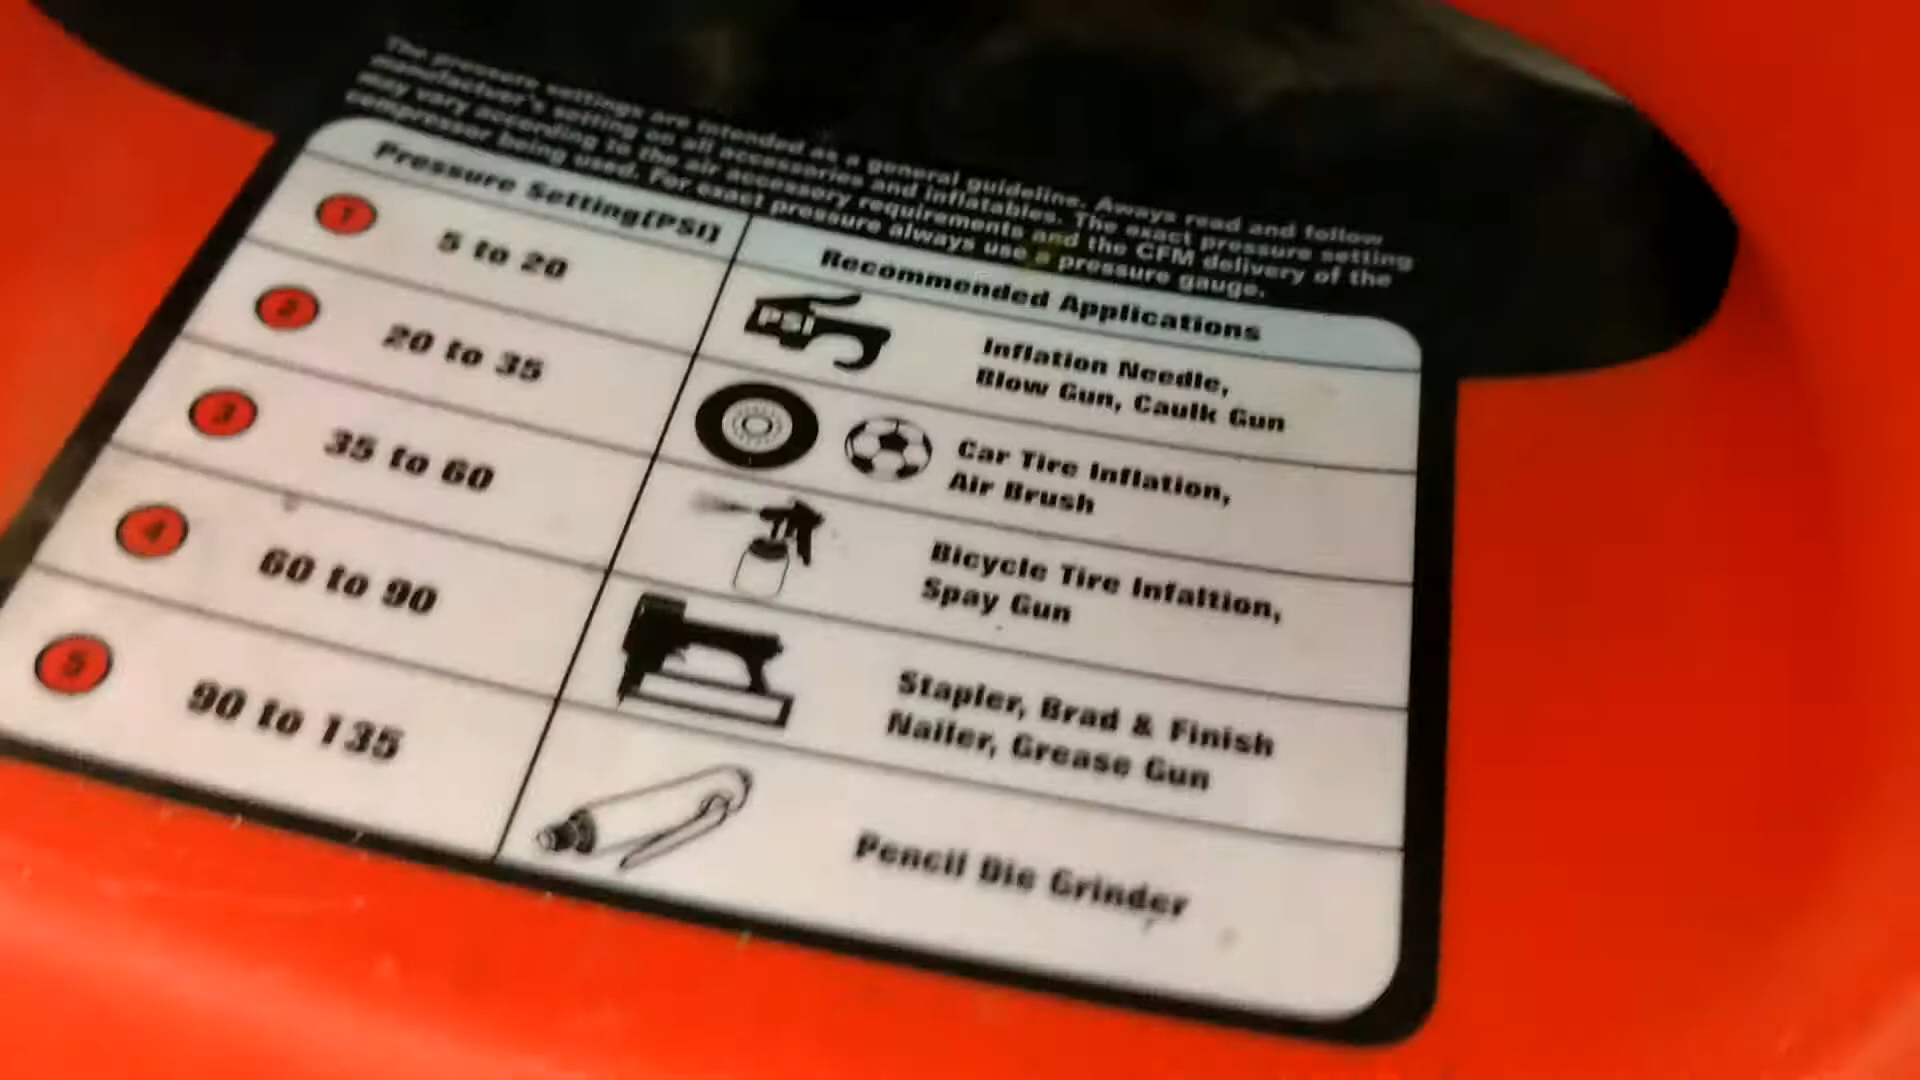 The pressure settings are intended as a general guideline. Aways read and follow
manufactuer's setting on all accessories and inflatables. The exact pressure setting
may vary according to the air accessory requirements and the CFM delivery of the
compressor being used. For exact pressure always use a pressure gauge.
Pressure Setting(PSI)
Recommended Applications
1
5 to 20
PSI
Inflation Needle,
Blow Gun, Caulk Gun
2
20 to 35
Car Tire Inflation,
Air Brush
3
35 to 60
Bicycle Tire Infaltion,
Spay Gun
4
60 to 90
Stapler, Brad & Finish
Nailer, Grease Gun
5
90 to 135
Pencil Die Grinder